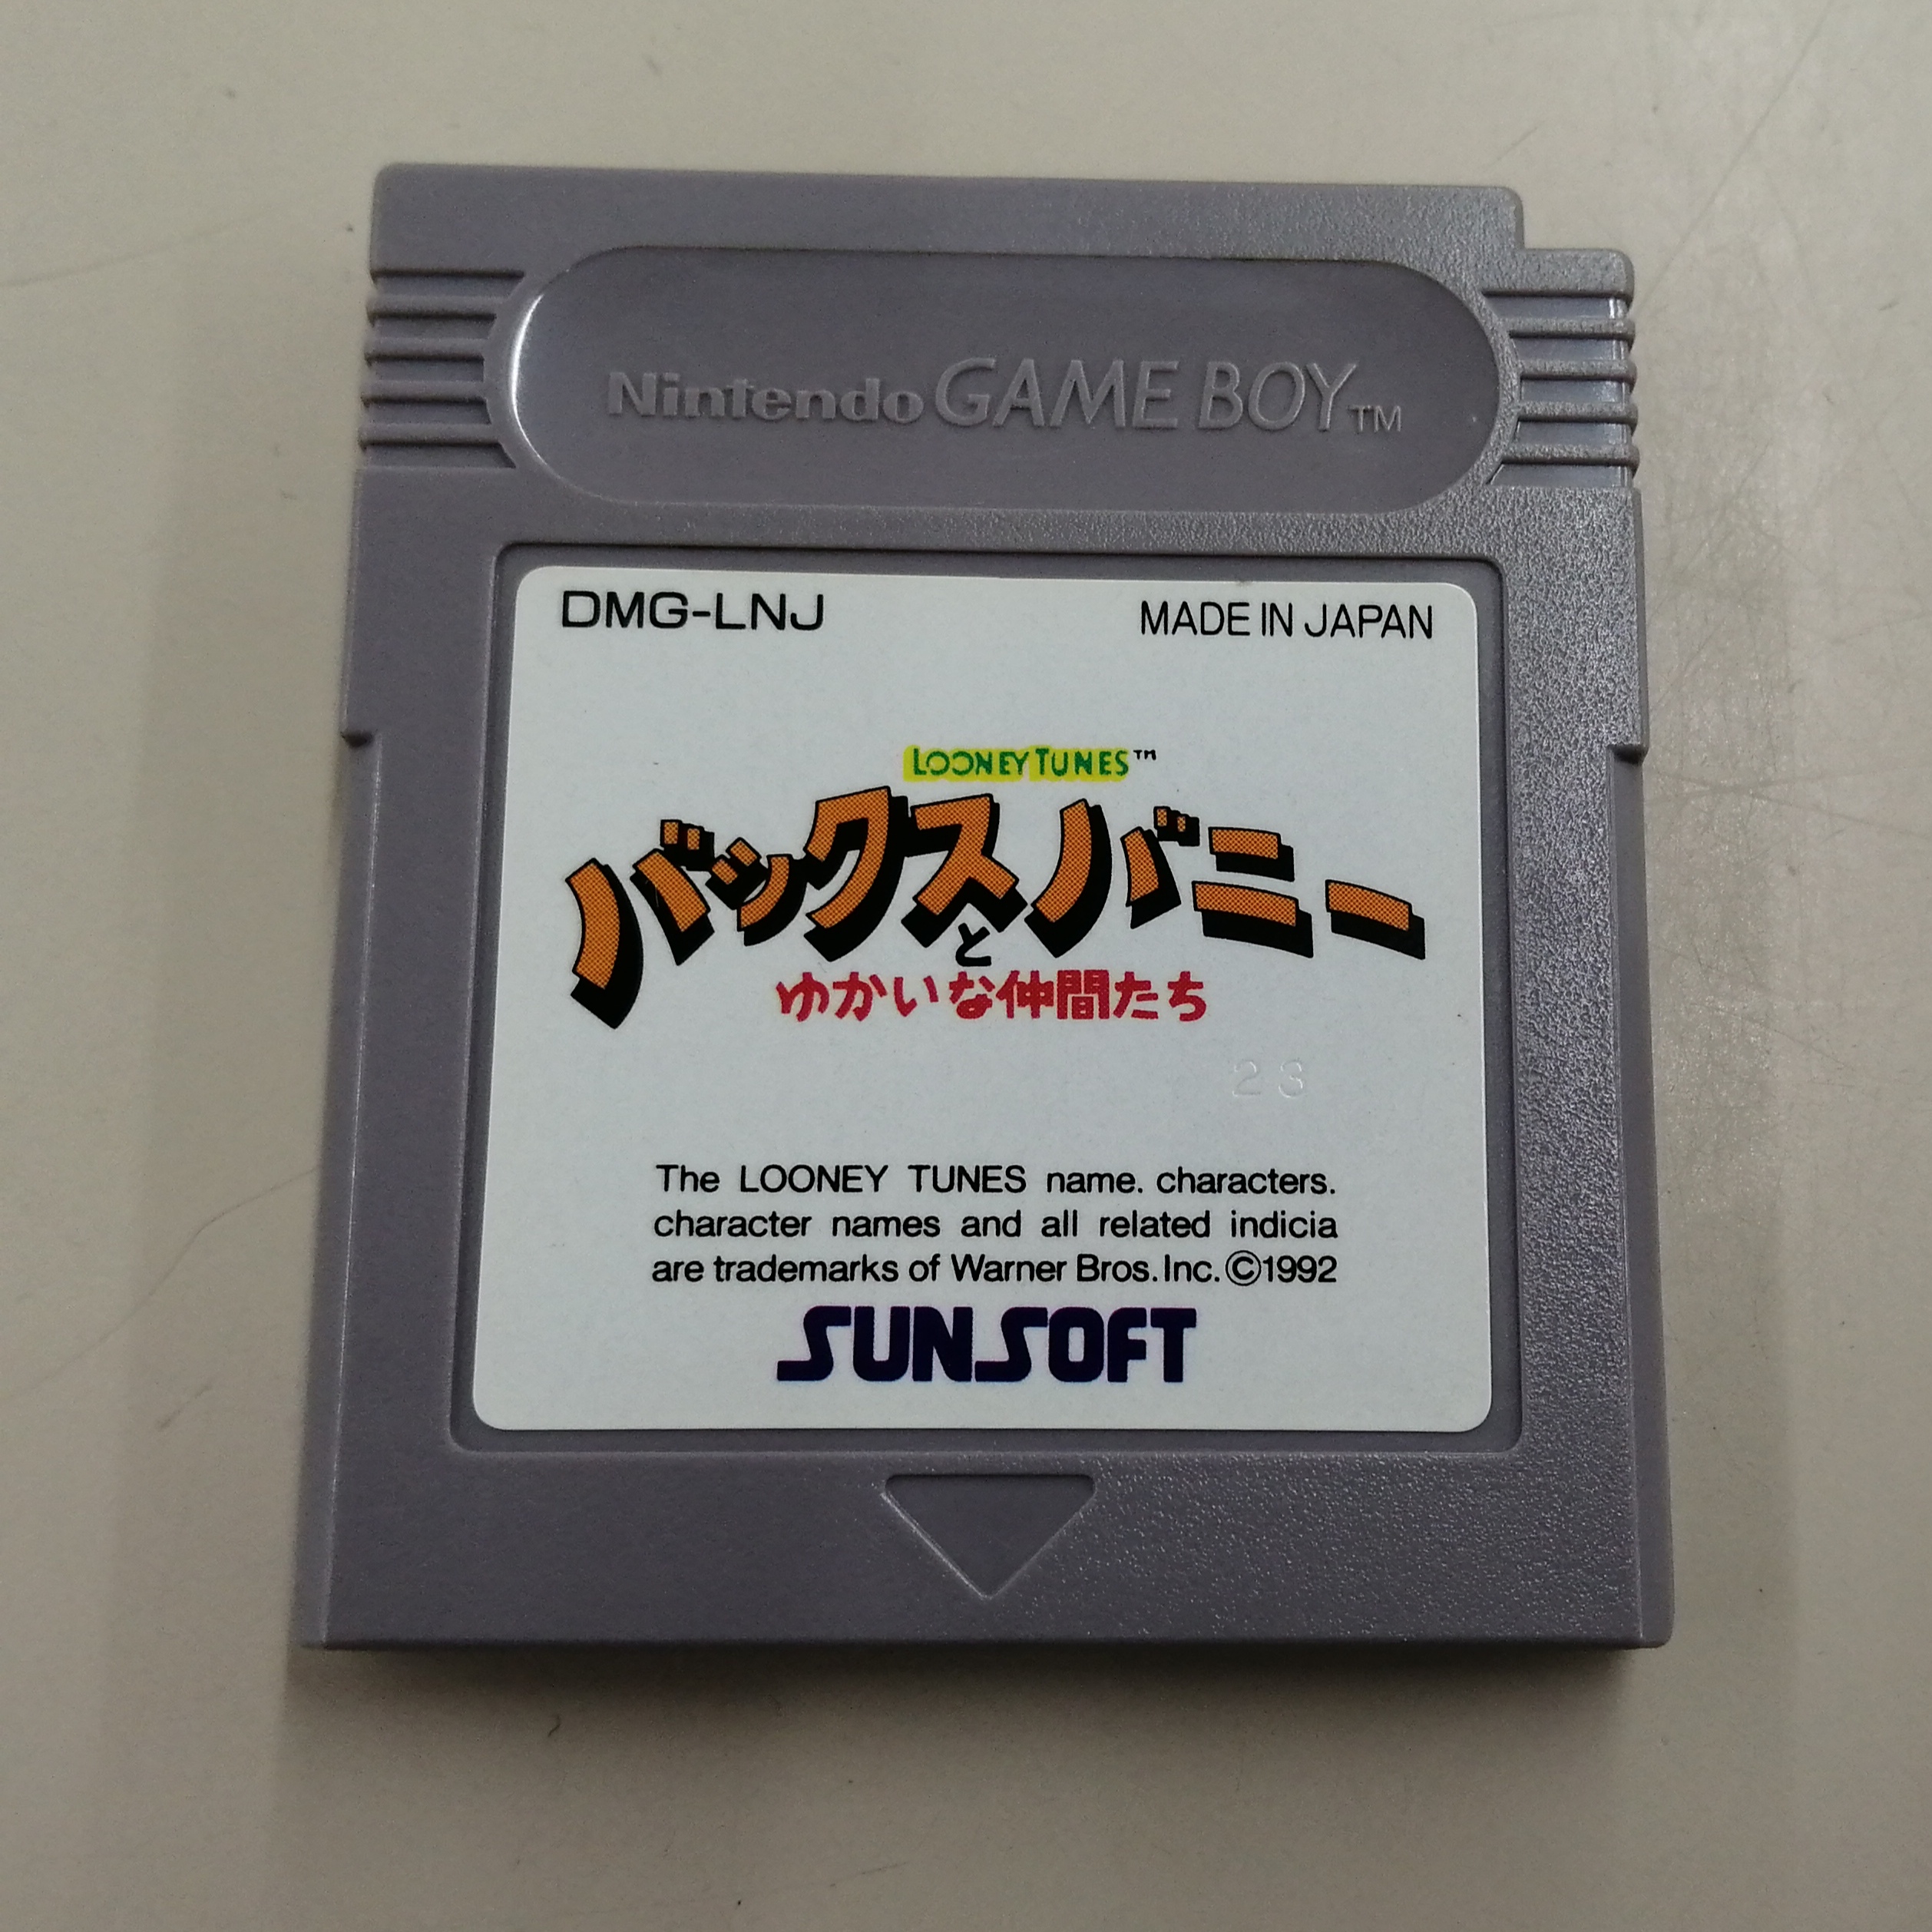 Nintendo GAME BOY™
DMG-LNJ MADE IN JAPAN
LOONEY TUNES™
バックスバニー
と
ゆかいな仲間たち
23
The LOONEY TUNES name. characters.
character names and all related indicia
are trademarks of Warner Bros. Inc. ©1992
SUNSOFT